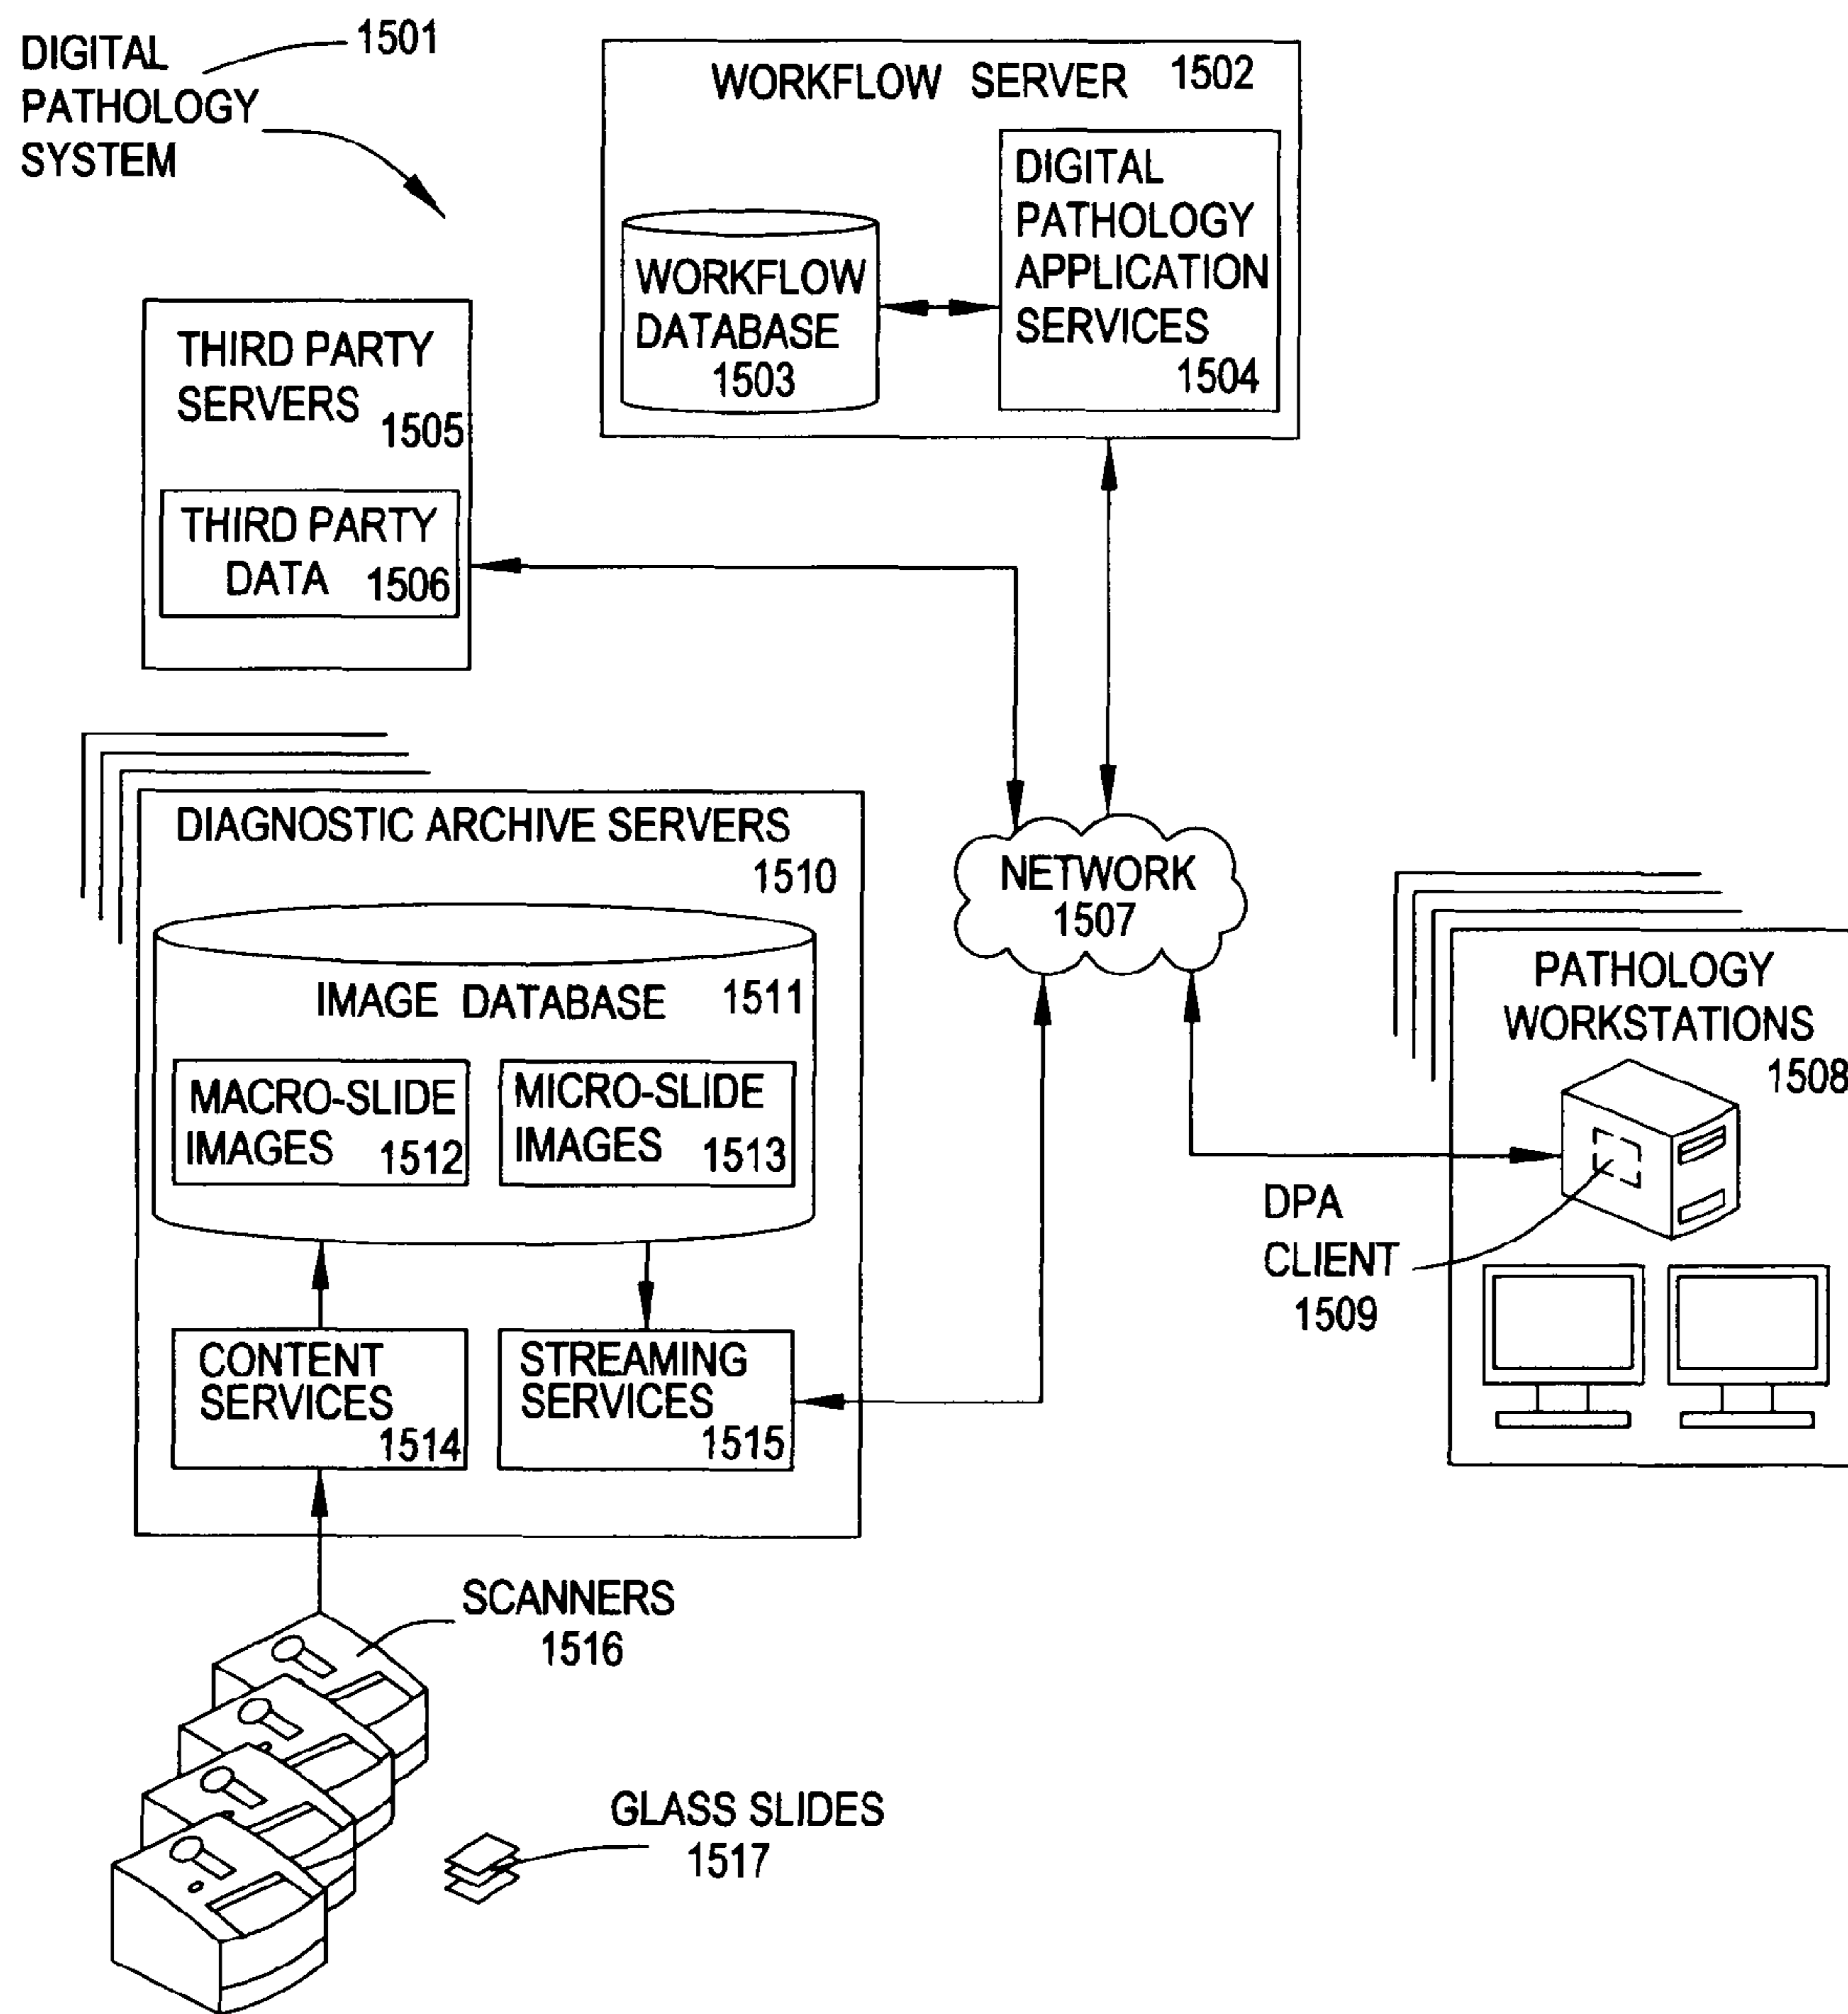 DIGITAL
PATHOLOGY
SYSTEM
1501
WORKFLOW SERVER 1502
WORKFLOW
DATABASE
1503
DIGITAL
PATHOLOGY
APPLICATION
SERVICES
1504
THIRD PARTY
SERVERS
1505
THIRD PARTY
DATA 1506
DIAGNOSTIC ARCHIVE SERVERS
1510
IMAGE DATABASE 1511
MACRO-SLIDE
IMAGES 1512
MICRO-SLIDE
IMAGES 1513
CONTENT
SERVICES
1514
STREAMING
SERVICES
1515
NETWORK
1507
PATHOLOGY
WORKSTATIONS
1508
DPA
CLIENT
1509
SCANNERS
1516
GLASS SLIDES
1517